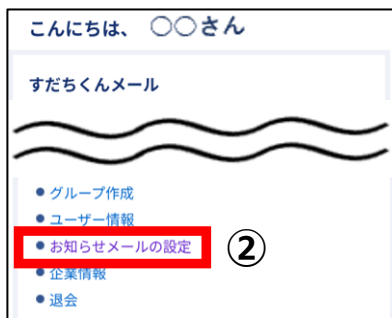 こんにちは、 〇〇さん
すだちくんメール
グループ作成
ユーザー情報
お知らせメールの設定
②
企業情報
退会